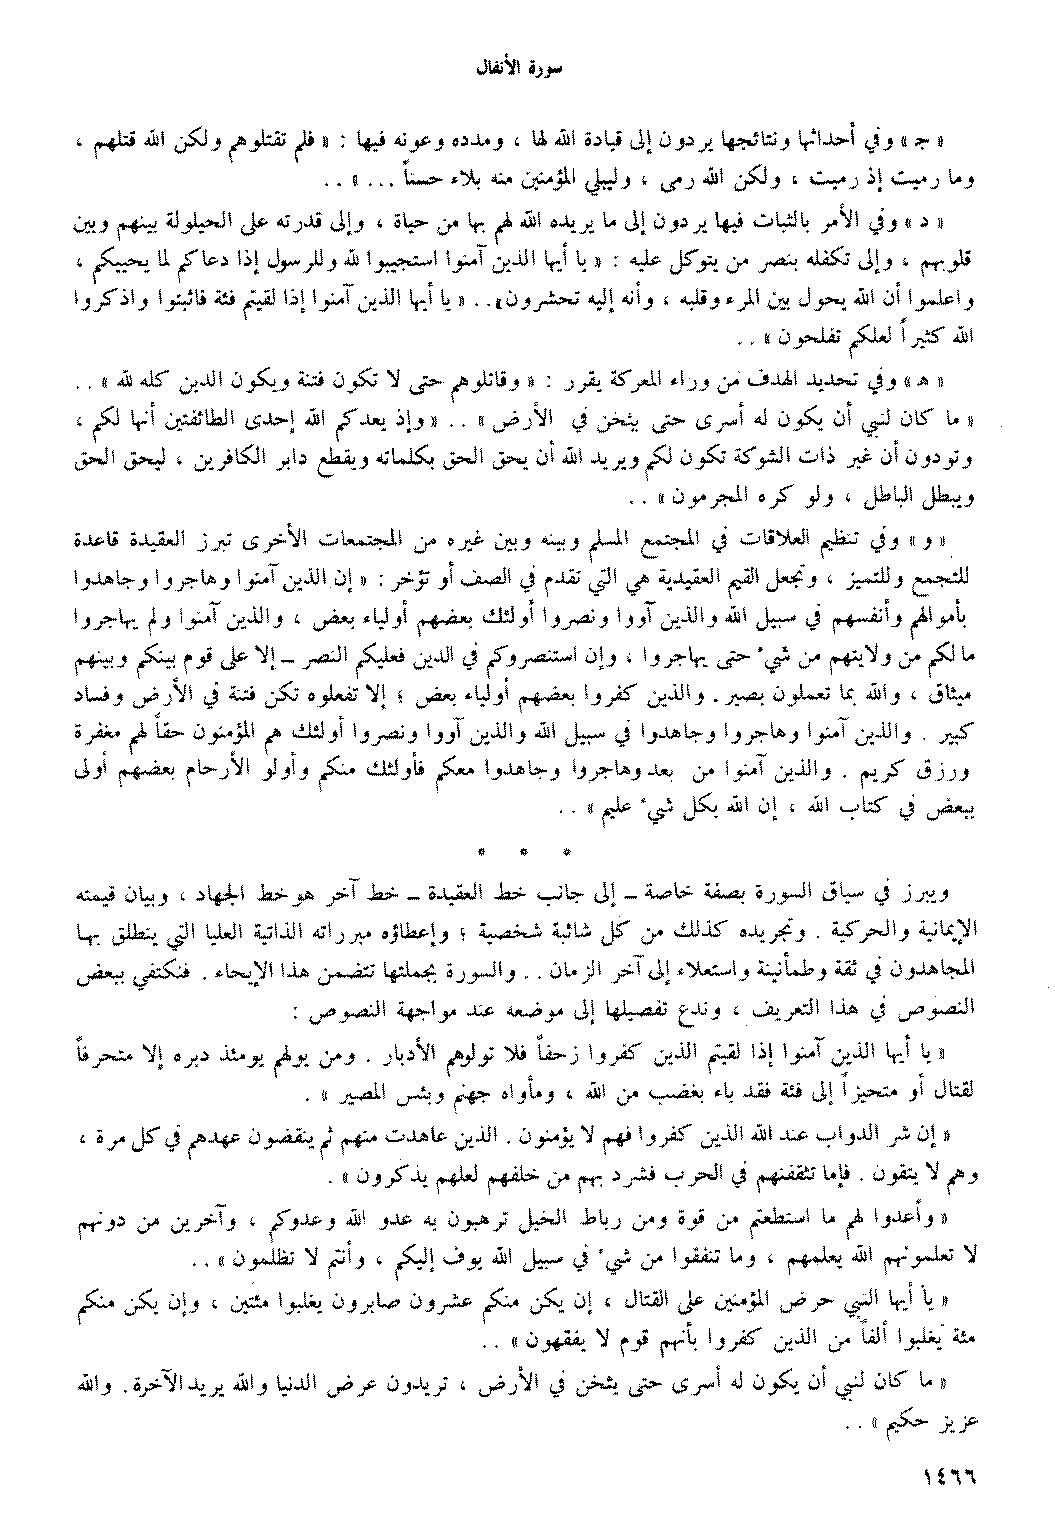 سورة الأنفال
« ج » وفي أحداثها ونتائجها يردون إلى قيادة الله لها ، ومدده وعونه فيها : « فلم تقتلوهم ولكن الله قتلهم ،
وما رميت إذ رميت ، ولكن الله رمى ، وليبلي المؤمنين منه بلاء حسناً ... » ..
« د » وفي الأمر بالثبات فيها يردون إلى ما يريده الله لهم بها من حياة ، وإلى قدرته على الحيلولة بينهم وبين
قلوبهم ، وإلى تكفله بنصر من يتوكل عليه : « يا أيها الذين آمنوا استجيبوا لله وللرسول إذا دعاكم لما يحييكم ،
واعلموا أن الله يحول بين المرء وقلبه ، وأنه إليه تحشرون» .. « يا أيها الذين آمنوا إذا لقيتم فئة فاثبتوا واذكروا
الله كثيراً لعلكم تفلحون » ..
« هـ » وفي تحديد الهدف من وراء المعركة يقرر : « وقاتلوهم حتى لا تكون فتنة ويكون الدين كله لله » ..
« ما كان لنبي أن يكون له أسرى حتى يثخن في الأرض » .. « وإذ يعدكم الله إحدى الطائفتين أنها لكم ،
وتودون أن غير ذات الشوكة تكون لكم ويريد الله أن يحق الحق بكلماته ويقطع دابر الكافرين ، ليحق الحق
ويبطل الباطل ، ولو كره المجرمون » ..
« و » وفي تنظيم العلاقات في المجتمع المسلم وبينه وبين غيره من المجتمعات الأخرى تبرز العقيدة قاعدة
للتجمع وللتميز ، وتجعل القيم العقيدية هي التي تقدم في الصف أو تؤخر : « إن الذين آمنوا وهاجروا وجاهدوا
بأموالهم وأنفسهم في سبيل الله والذين آووا ونصروا أولئك بعضهم أولياء بعض ، والذين آمنوا ولم يهاجروا
ما لكم من ولايتهم من شيء حتى يهاجروا ، وإن استنصروكم في الدين فعليكم النصر ــ إلا على قوم بينكم وبينهم
ميثاق ، والله بما تعملون بصير . والذين كفروا بعضهم أولياء بعض ؛ إلا تفعلوه تكن فتنة في الأرض وفساد
كبير . والذين آمنوا وهاجروا وجاهدوا في سبيل الله والذين آووا ونصروا أولئك هم المؤمنون حقاً لهم مغفرة
ورزق كريم . والذين آمنوا من بعد وهاجروا وجاهدوا معكم فأولئك منكم وأولو الأرحام بعضهم أولى
ببعض في كتاب الله ، إن الله بكل شيء عليم » ..
* * *
ويبرز في سياق السورة بصفة خاصة ــ إلى جانب خط العقيدة ــ خط آخر هو خط الجهاد ، وبيان قيمته
الإيمانية والحركية . وتجريده كذلك من كل شائبة شخصية ؛ وإعطاؤه مبرراته الذاتية العليا التي ينطلق بها
المجاهدون في ثقة وطمأنينة واستعلاء إلى آخر الزمان .. والسورة بجملتها تتضمن هذا الإيحاء . فنكتفي ببعض
النصوص في هذا التعريف ، وندع تفصيلها إلى موضعه عند مواجهة النصوص :
« يا أيها الذين آمنوا إذا لقيتم الذين كفروا زحفاً فلا تولوهم الأدبار . ومن يولهم يومئذ دبره إلا متحرفاً
لقتال أو متحيزاً إلى فئة فقد باء بغضب من الله ، ومأواه جهنم وبئس المصير » .
« إن شر الدواب عند الله الذين كفروا فهم لا يؤمنون . الذين عاهدت منهم ثم ينقضون عهدهم في كل مرة ،
وهم لا يتقون . فإما تثقفنهم في الحرب فشرد بهم من خلفهم لعلهم يذكرون » .
« وأعدوا لهم ما استطعتم من قوة ومن رباط الخيل ترهبون به عدو الله وعدوكم ، وآخرين من دونهم
لا تعلمونهم الله يعلمهم ، وما تنفقوا من شيء في سبيل الله يوف إليكم ، وأنتم لا تظلمون » ..
« يا أيها النبي حرض المؤمنين على القتال ، إن يكن منكم عشرون صابرون يغلبوا مئتين ، وإن يكن منكم
مئة يغلبوا ألفاً من الذين كفروا بأنهم قوم لا يفقهون » ..
« ما كان لنبي أن يكون له أسرى حتى يثخن في الأرض ، تريدون عرض الدنيا والله يريد الآخرة. والله
عزيز حكيم » ..
١٤٦٦